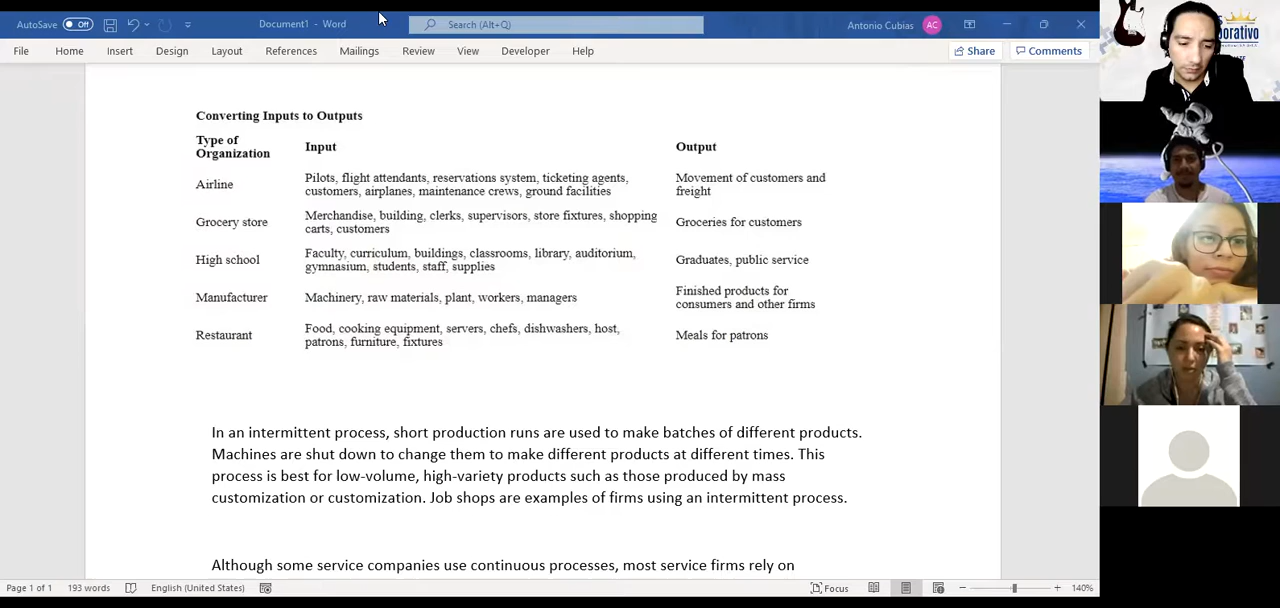 AutoSave Off Document1 - Word Search (Alt+Q) Antonio Cubias AC
File Home Insert Design Layout References Mailings Review View Developer Help Share Comments
Converting Inputs to Outputs
Type of Organization Input Output
Airline Pilots, flight attendants, reservations system, ticketing agents, Movement of customers and
customers, airplanes, maintenance crews, ground facilities freight
Grocery store Merchandise, building, clerks, supervisors, store fixtures, shopping Groceries for customers
carts, customers
High school Faculty, curriculum, buildings, classrooms, library, auditorium, Graduates, public service
gymnasium, students, staff, supplies
Manufacturer Machinery, raw materials, plant, workers, managers Finished products for
consumers and other firms
Restaurant Food, cooking equipment, servers, chefs, dishwashers, host, Meals for patrons
patrons, furniture, fixtures
In an intermittent process, short production runs are used to make batches of different products.
Machines are shut down to change them to make different products at different times. This
process is best for low-volume, high-variety products such as those produced by mass
customization or customization. Job shops are examples of firms using an intermittent process.
Although some service companies use continuous processes, most service firms rely on
Page 1 of 1 193 words English (United States) Focus 140%